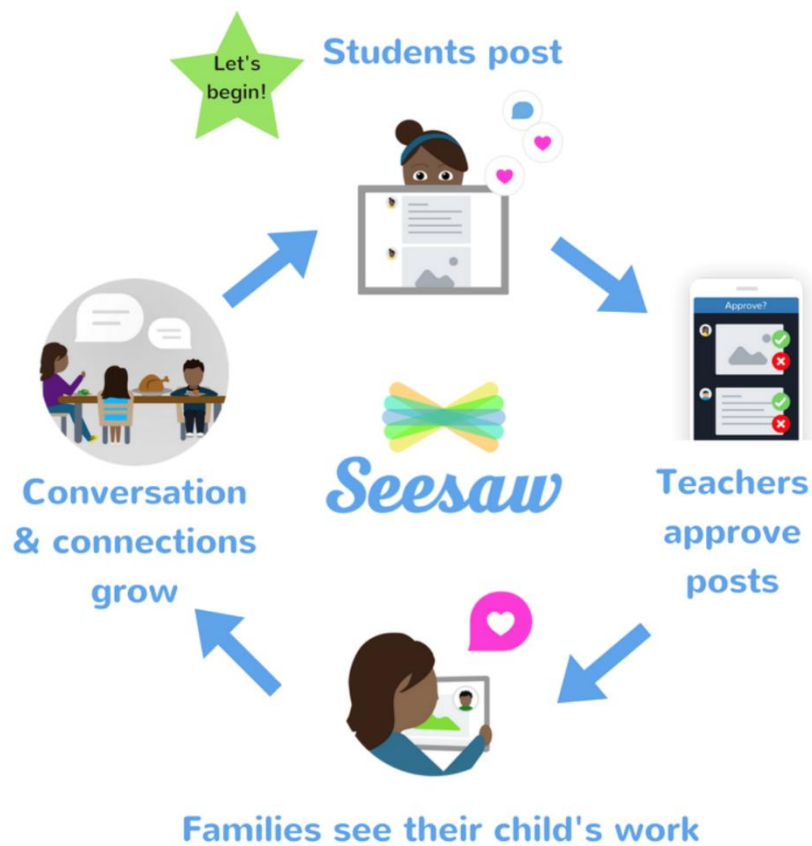 Let's
begin!
Students post
Approve?
Teachers
approve
posts
Families see their child's work
Conversation
& connections
grow
Seesaw